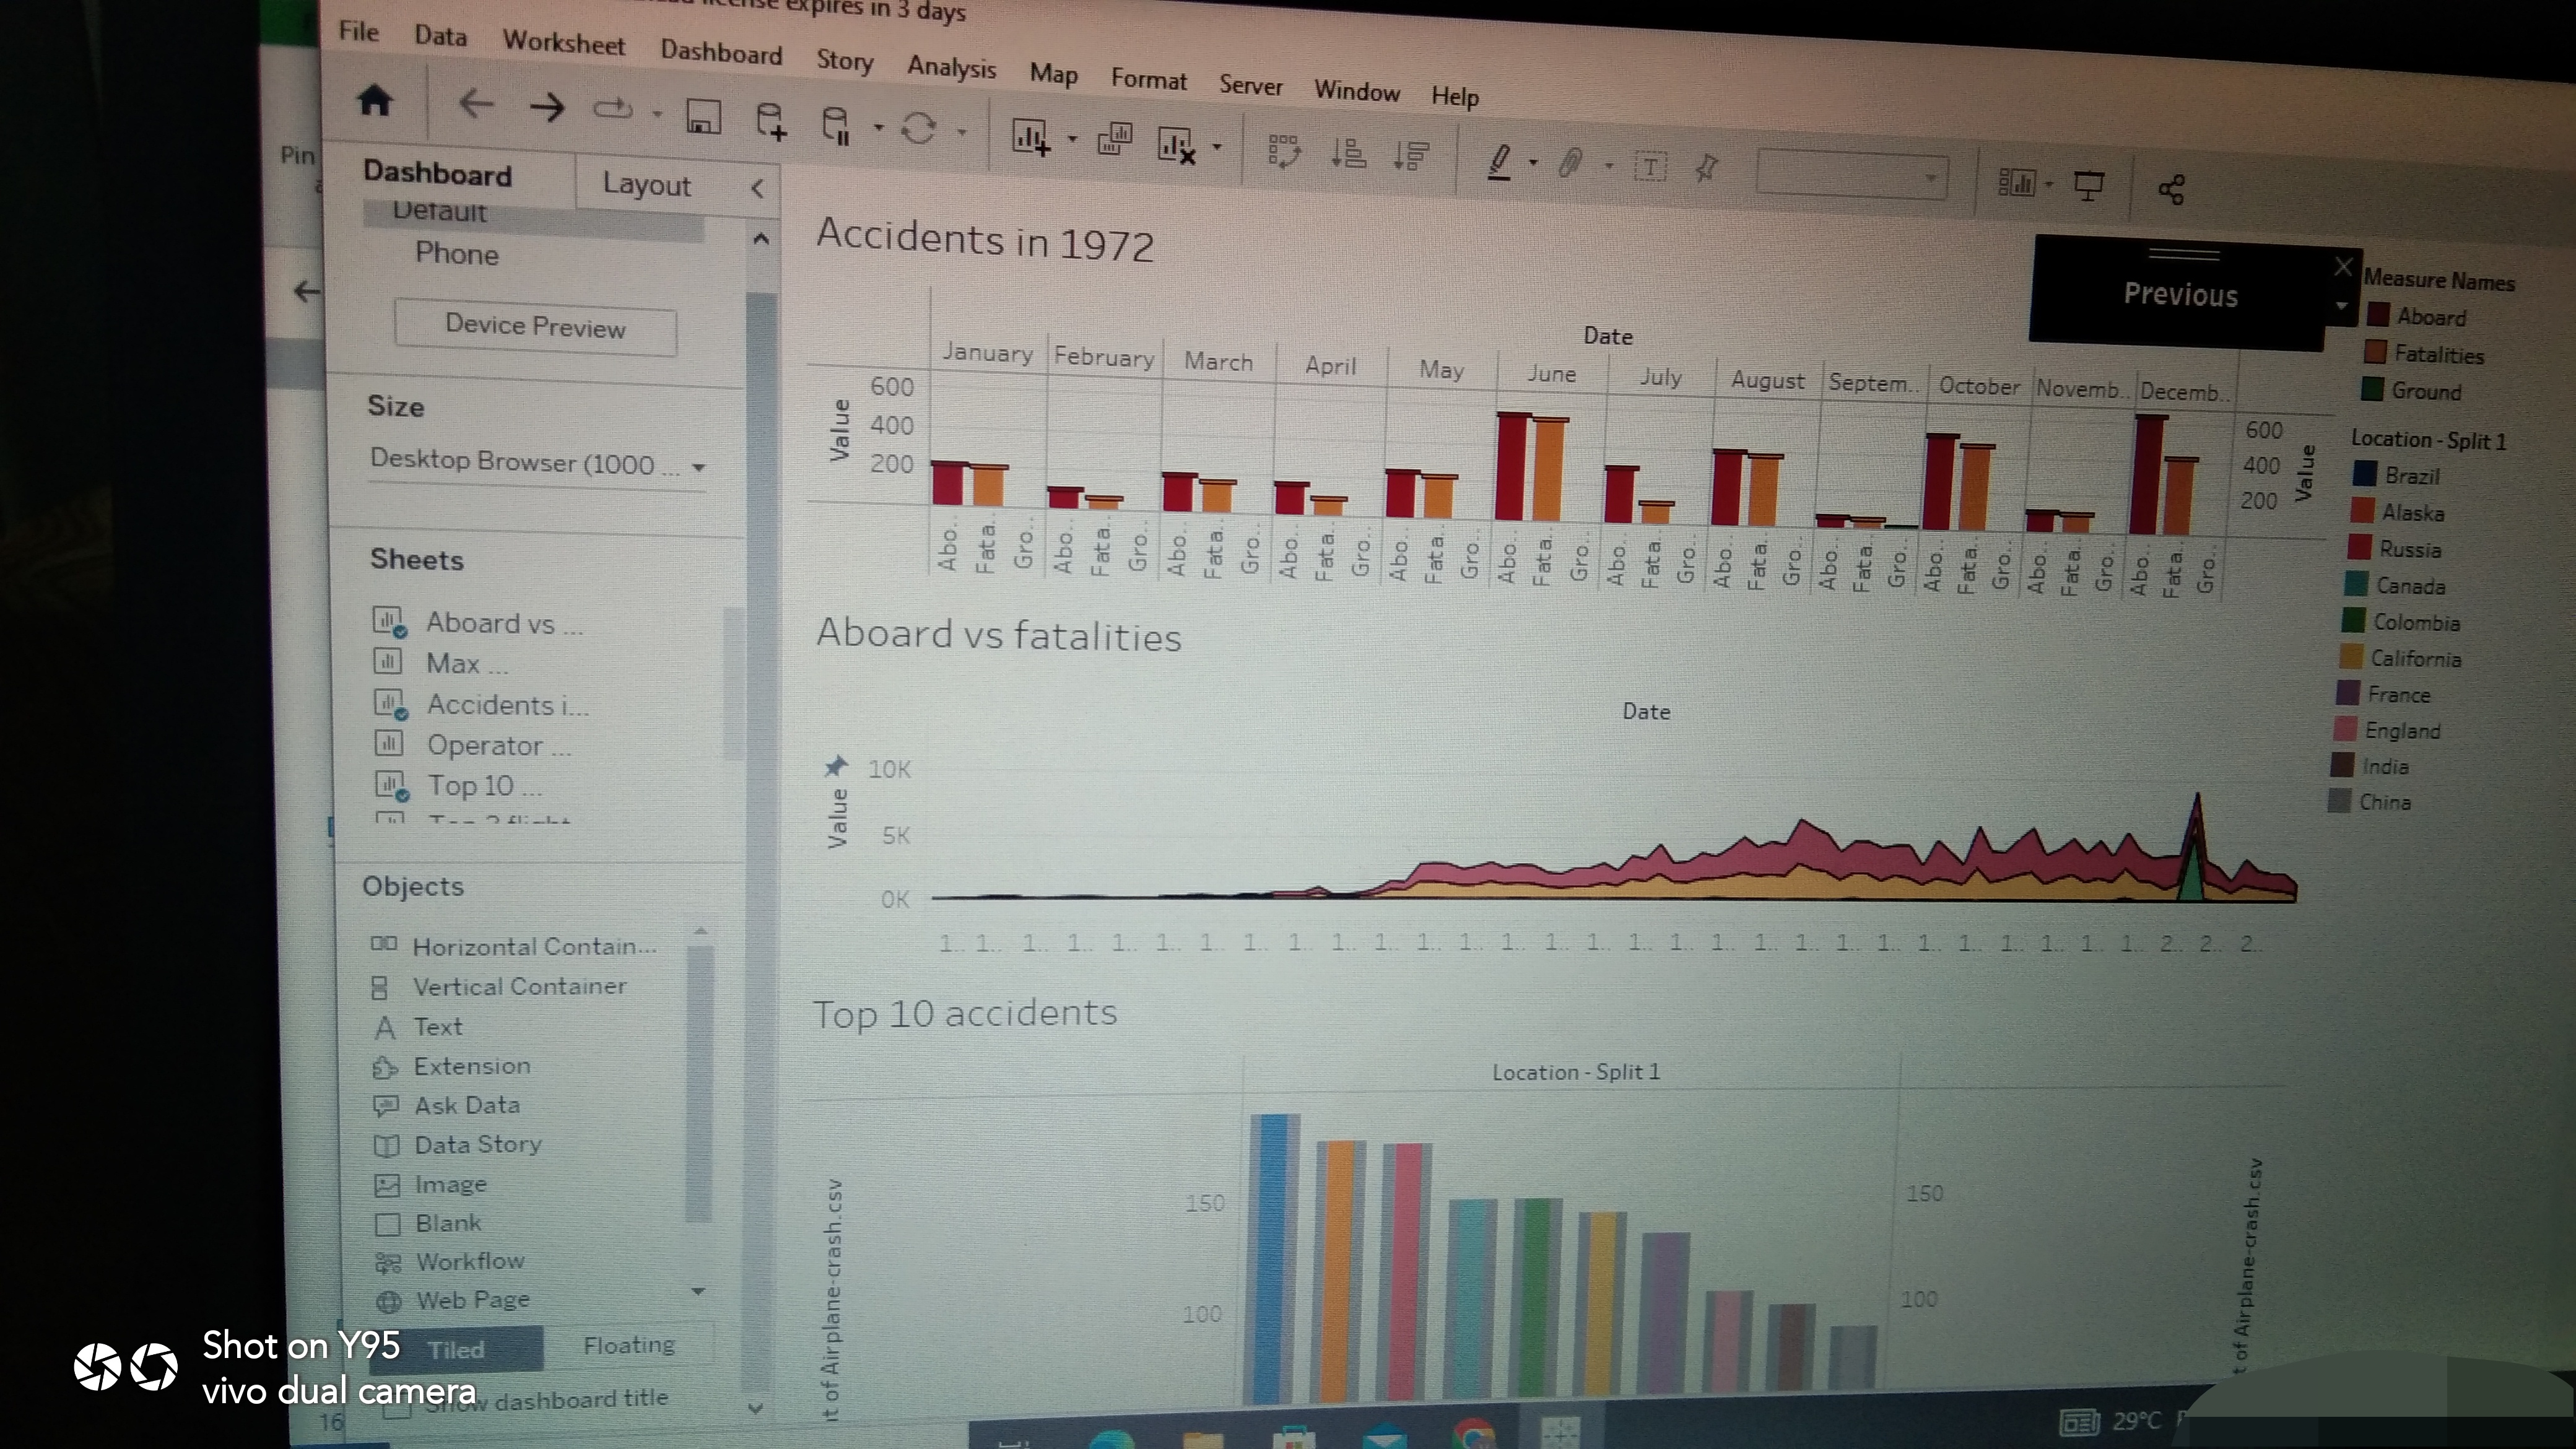 expires in 3 days
File Data Worksheet Dashboard Story Analysis Map Format Server Window Help
Pin
Dashboard Layout
Default
Phone
Device Preview
Size
Desktop Browser (1000 ...
Sheets
Aboard vs ...
Max ...
Accidents i...
Operator ...
Top 10 ...
Objects
Horizontal Contain...
Vertical Container
Text
Extension
Ask Data
Data Story
Image
Blank
Workflow
Web Page
Tiled Floating
Show dashboard title
16
Accidents in 1972
Previous
Date
January February March April May June July August Septem.. October Novemb.. Decemb..
Value
600
400
200
600
400
200
Value
Abo.. Fata.. Gro.. Abo.. Fata.. Gro.. Abo.. Fata.. Gro.. Abo.. Fata.. Gro.. Abo.. Fata.. Gro.. Abo.. Fata.. Gro.. Abo.. Fata.. Gro.. Abo.. Fata.. Gro.. Abo.. Fata.. Gro.. Abo.. Fata.. Gro.. Abo.. Fata.. Gro.. Abo.. Fata.. Gro..
Aboard vs fatalities
Date
Value
10K
5K
0K
1.. 1.. 1.. 1.. 1.. 1.. 1.. 1.. 1.. 1.. 1.. 1.. 1.. 1.. 1.. 1.. 1.. 1.. 1.. 1.. 1.. 1.. 1.. 1.. 1.. 1.. 1.. 1.. 1.. 2.. 2.. 2..
Top 10 accidents
Location - Split 1
of Airplane-crash.csv
150
100
150
100
of Airplane-crash.csv
Measure Names
Aboard
Fatalities
Ground
Location - Split 1
Brazil
Alaska
Russia
Canada
Colombia
California
France
England
India
China
29°C
Shot on Y95
vivo dual camera